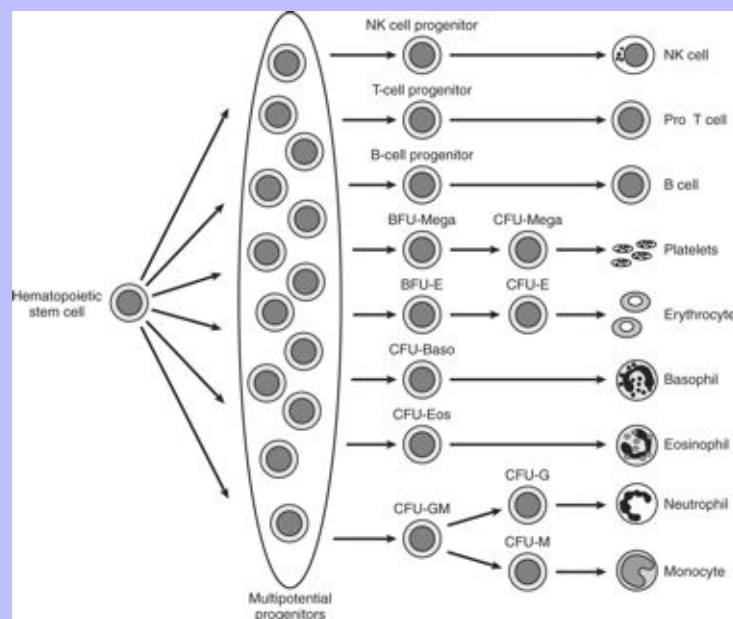 NK cell progenitor
NK cell
T-cell progenitor
Pro T cell
B-cell progenitor
B cell
BFU-Mega
CFU-Mega
Platelets
Hematopoietic
stem cell
BFU-E
CFU-E
Erythrocyte
CFU-Baso
Basophil
CFU-Eos
Eosinophil
CFU-G
Neutrophil
CFU-GM
CFU-M
Monocyte
Multipotential
progenitors